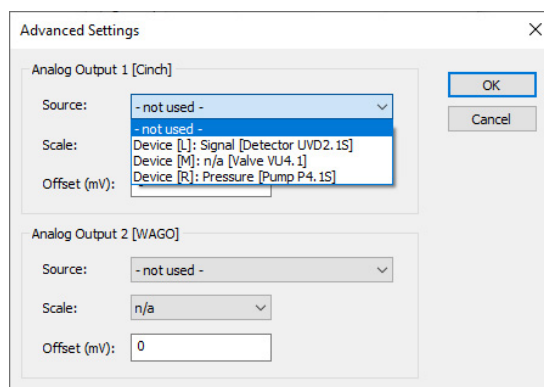 Advanced Settings
Analog Output 1 [Cinch]
OK
Source: - not used -
Cancel
- not used -
Scale: Device [L]: Signal [Detector UVD2.1S]
Device [M]: n/a [Valve VU4.1]
Device [R]: Pressure [Pump P4.1S]
Offset (mV):
Analog Output 2 [WAGO]
Source: - not used -
Scale: n/a
Offset (mV): 0